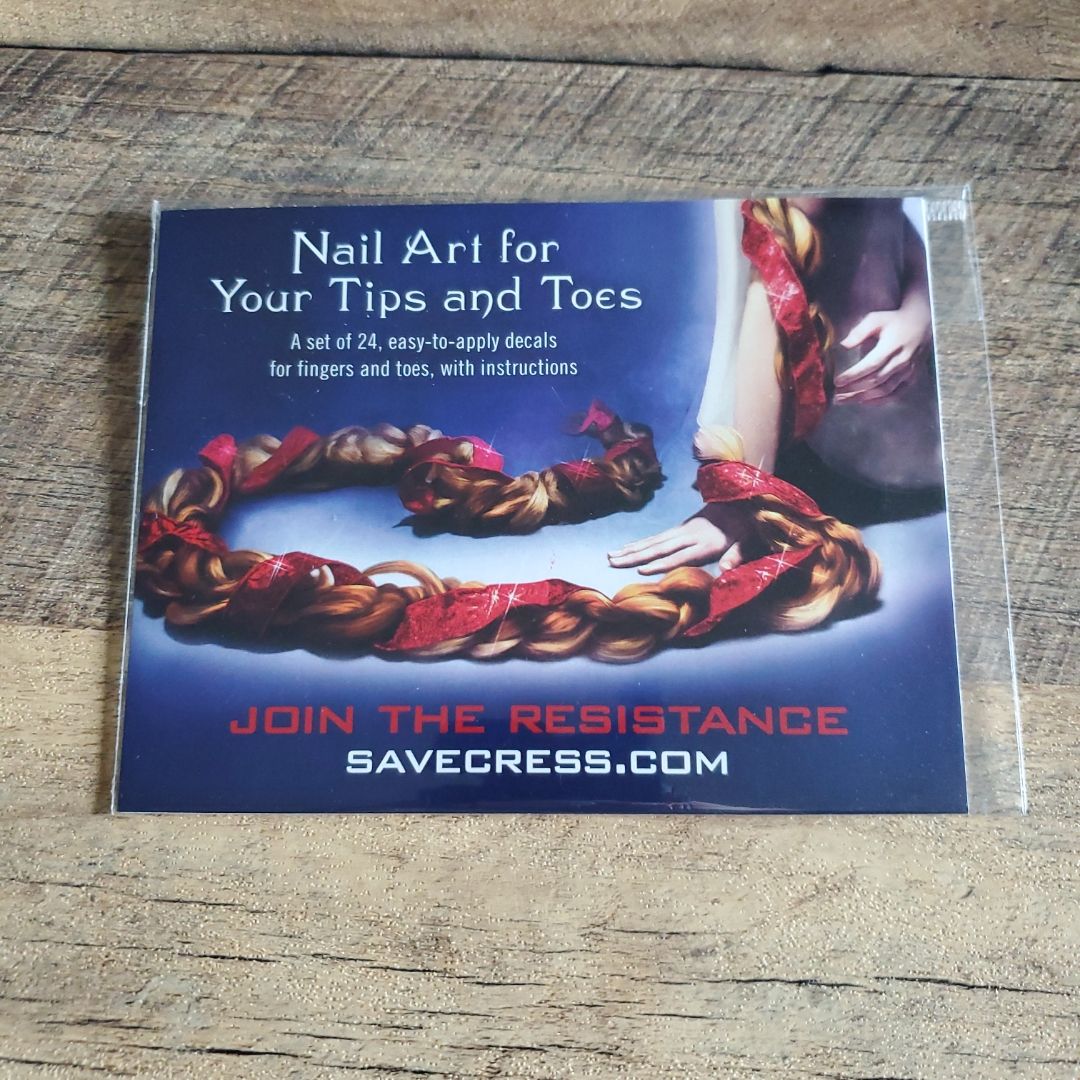 Nail Art for
Your Tips and Toes
A set of 24, easy-to-apply decals
for fingers and toes, with instructions
JOIN THE RESISTANCE
SAVECRESS.COM